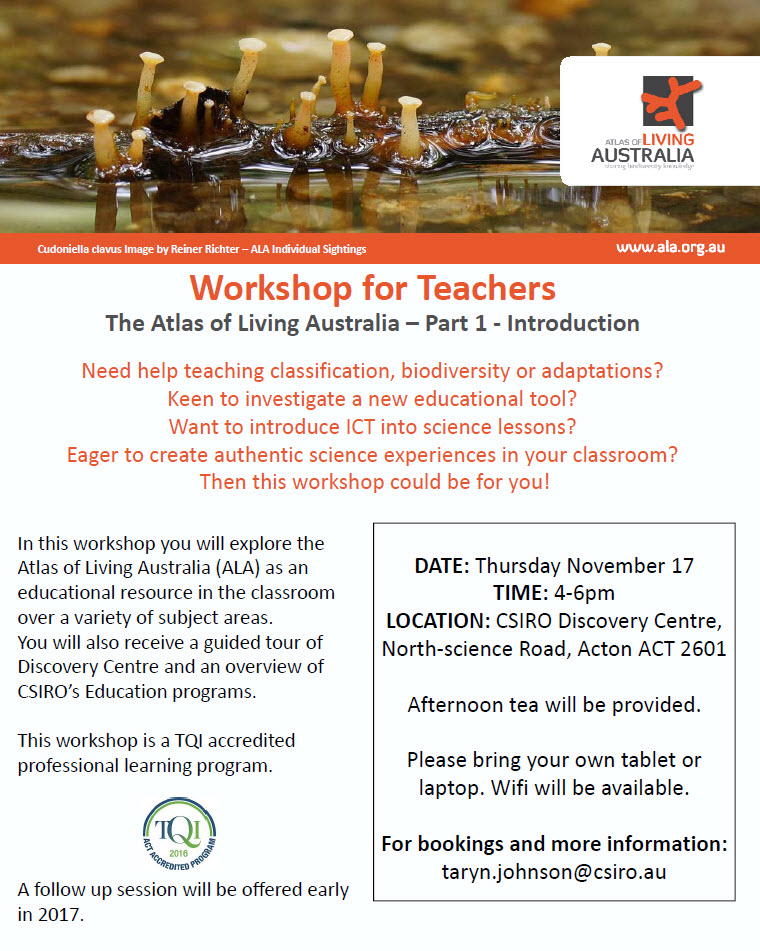 ATLAS OF LIVING
AUSTRALIA
sharing biodiversity knowledge
Cudoniella clavus Image by Reiner Richter – ALA Individual Sightings
www.ala.org.au
Workshop for Teachers
The Atlas of Living Australia – Part 1 - Introduction
Need help teaching classification, biodiversity or adaptations?
Keen to investigate a new educational tool?
Want to introduce ICT into science lessons?
Eager to create authentic science experiences in your classroom?
Then this workshop could be for you!
In this workshop you will explore the
Atlas of Living Australia (ALA) as an
educational resource in the classroom
over a variety of subject areas.
You will also receive a guided tour of
Discovery Centre and an overview of
CSIRO’s Education programs.
This workshop is a TQI accredited
professional learning program.
TQI
2016
ACT ACCREDITED PROGRAM
A follow up session will be offered early
in 2017.
DATE: Thursday November 17
TIME: 4-6pm
LOCATION: CSIRO Discovery Centre,
North-science Road, Acton ACT 2601
Afternoon tea will be provided.
Please bring your own tablet or
laptop. Wifi will be available.
For bookings and more information:
taryn.johnson@csiro.au